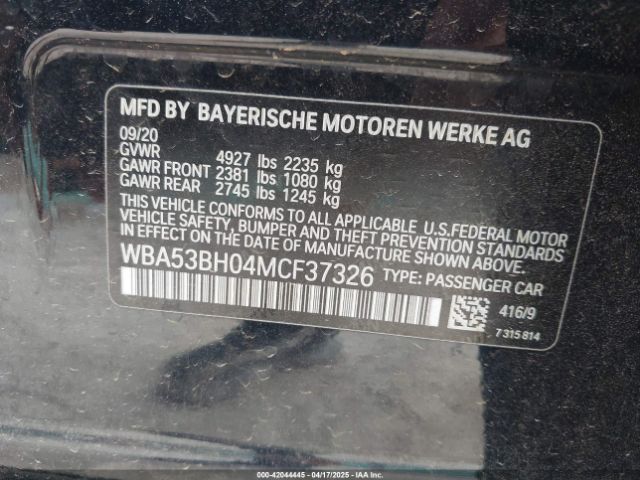 MFD BY BAYERISCHE MOTOREN WERKE AG
09/20
GVWR 4927 lbs 2235 kg
GAWR FRONT 2381 lbs 1080 kg
GAWR REAR 2745 lbs 1245 kg
THIS VEHICLE CONFORMS TO ALL APPLICABLE U.S.FEDERAL MOTOR
VEHICLE SAFETY, BUMPER AND THEFT PREVENTION STANDARDS
IN EFFECT ON THE DATE OF MANUFACTURE SHOWN ABOVE.
WBA53BH04MCF37326 TYPE: PASSENGER CAR
416/9
7 315 814
000-42044445 - 04/17/2025 - IAA Inc.